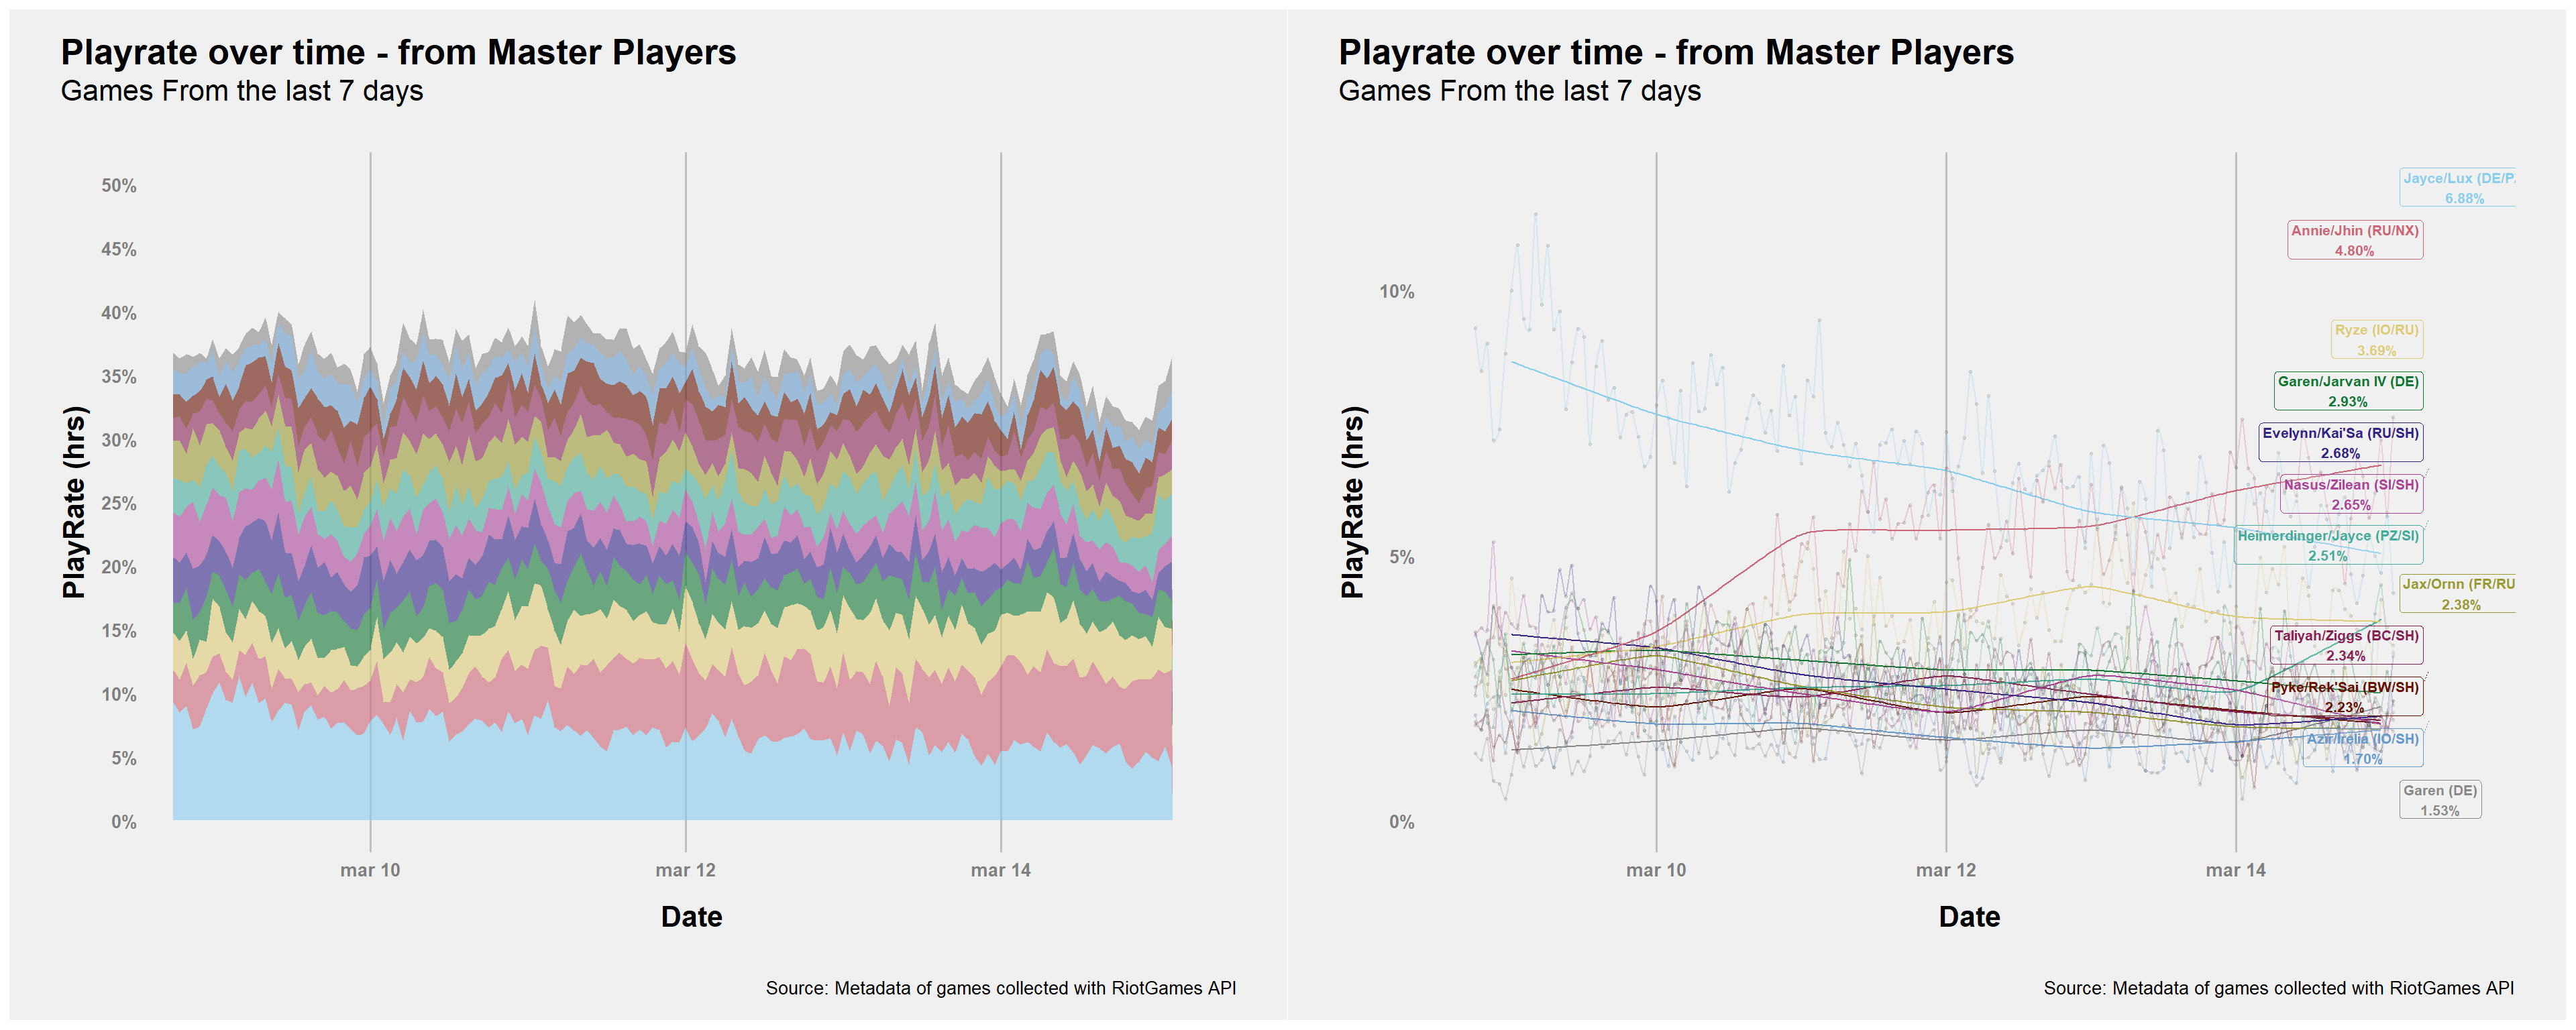 Playrate over time - from Master Players
Games From the last 7 days
50%
45%
40%
35%
30%
25%
20%
15%
10%
5%
0%
PlayRate (hrs)
mar 10
mar 12
mar 14
Date
Source: Metadata of games collected with RiotGames API
Playrate over time - from Master Players
Games From the last 7 days
10%
5%
0%
PlayRate (hrs)
Jayce/Lux (DE/PZ
6.88%
Annie/Jhin (RU/NX)
4.80%
Ryze (IO/RU)
3.69%
Garen/Jarvan IV (DE)
2.93%
Evelynn/Kai'Sa (RU/SH)
2.68%
Nasus/Zilean (SI/SH)
2.65%
Heimerdinger/Jayce (PZ/SI)
2.51%
Jax/Ornn (FR/RU
2.38%
Taliyah/Ziggs (BC/SH)
2.34%
Pyke/Rek'Sai (BW/SH)
2.23%
Azir/Irelia (IO/SH)
1.70%
Garen (DE)
1.53%
mar 10
mar 12
mar 14
Date
Source: Metadata of games collected with RiotGames API